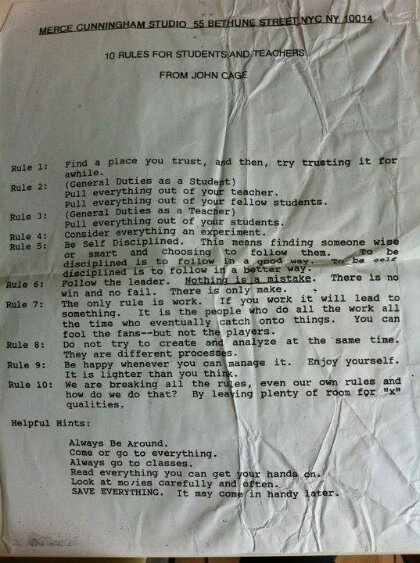 MERCE CUNNINGHAM STUDIO 55 BETHUNE STREET, NYC NY 10014
10 RULES FOR STUDENTS AND TEACHERS
FROM JOHN CAGE
Rule 1: Find a place you trust, and then, try trusting it for
awhile.
Rule 2: (General Duties as a Student)
Pull everything out of your teacher.
Pull everything out of your fellow students.
Rule 3: (General Duties as a Teacher)
Pull everything out of your students.
Rule 4: Consider everything an experiment.
Rule 5: Be Self Disciplined. This means finding someone wise
or smart and choosing to follow them. To be
disciplined is to follow in a good way. To be self
disciplined is to follow in a better way.
Rule 6: Follow the leader. Nothing is a mistake. There is no
win and no fail. There is only make.
Rule 7: The only rule is work. If you work it will lead to
something. It is the people who do all the work all
the time who eventually catch onto things. You can
fool the fans--but not the players.
Rule 8: Do not try to create and analyze at the same time.
They are different processes.
Rule 9: Be happy whenever you can manage it. Enjoy yourself.
It is lighter than you think.
Rule 10: We are breaking all the rules, even our own rules and
how do we do that? By leaving plenty of room for "x"
qualities.
Helpful Hints:
Always Be Around.
Come or go to everything.
Always go to classes.
Read everything you can get your hands on.
Look at movies carefully and often.
SAVE EVERYTHING. It may come in handy later.